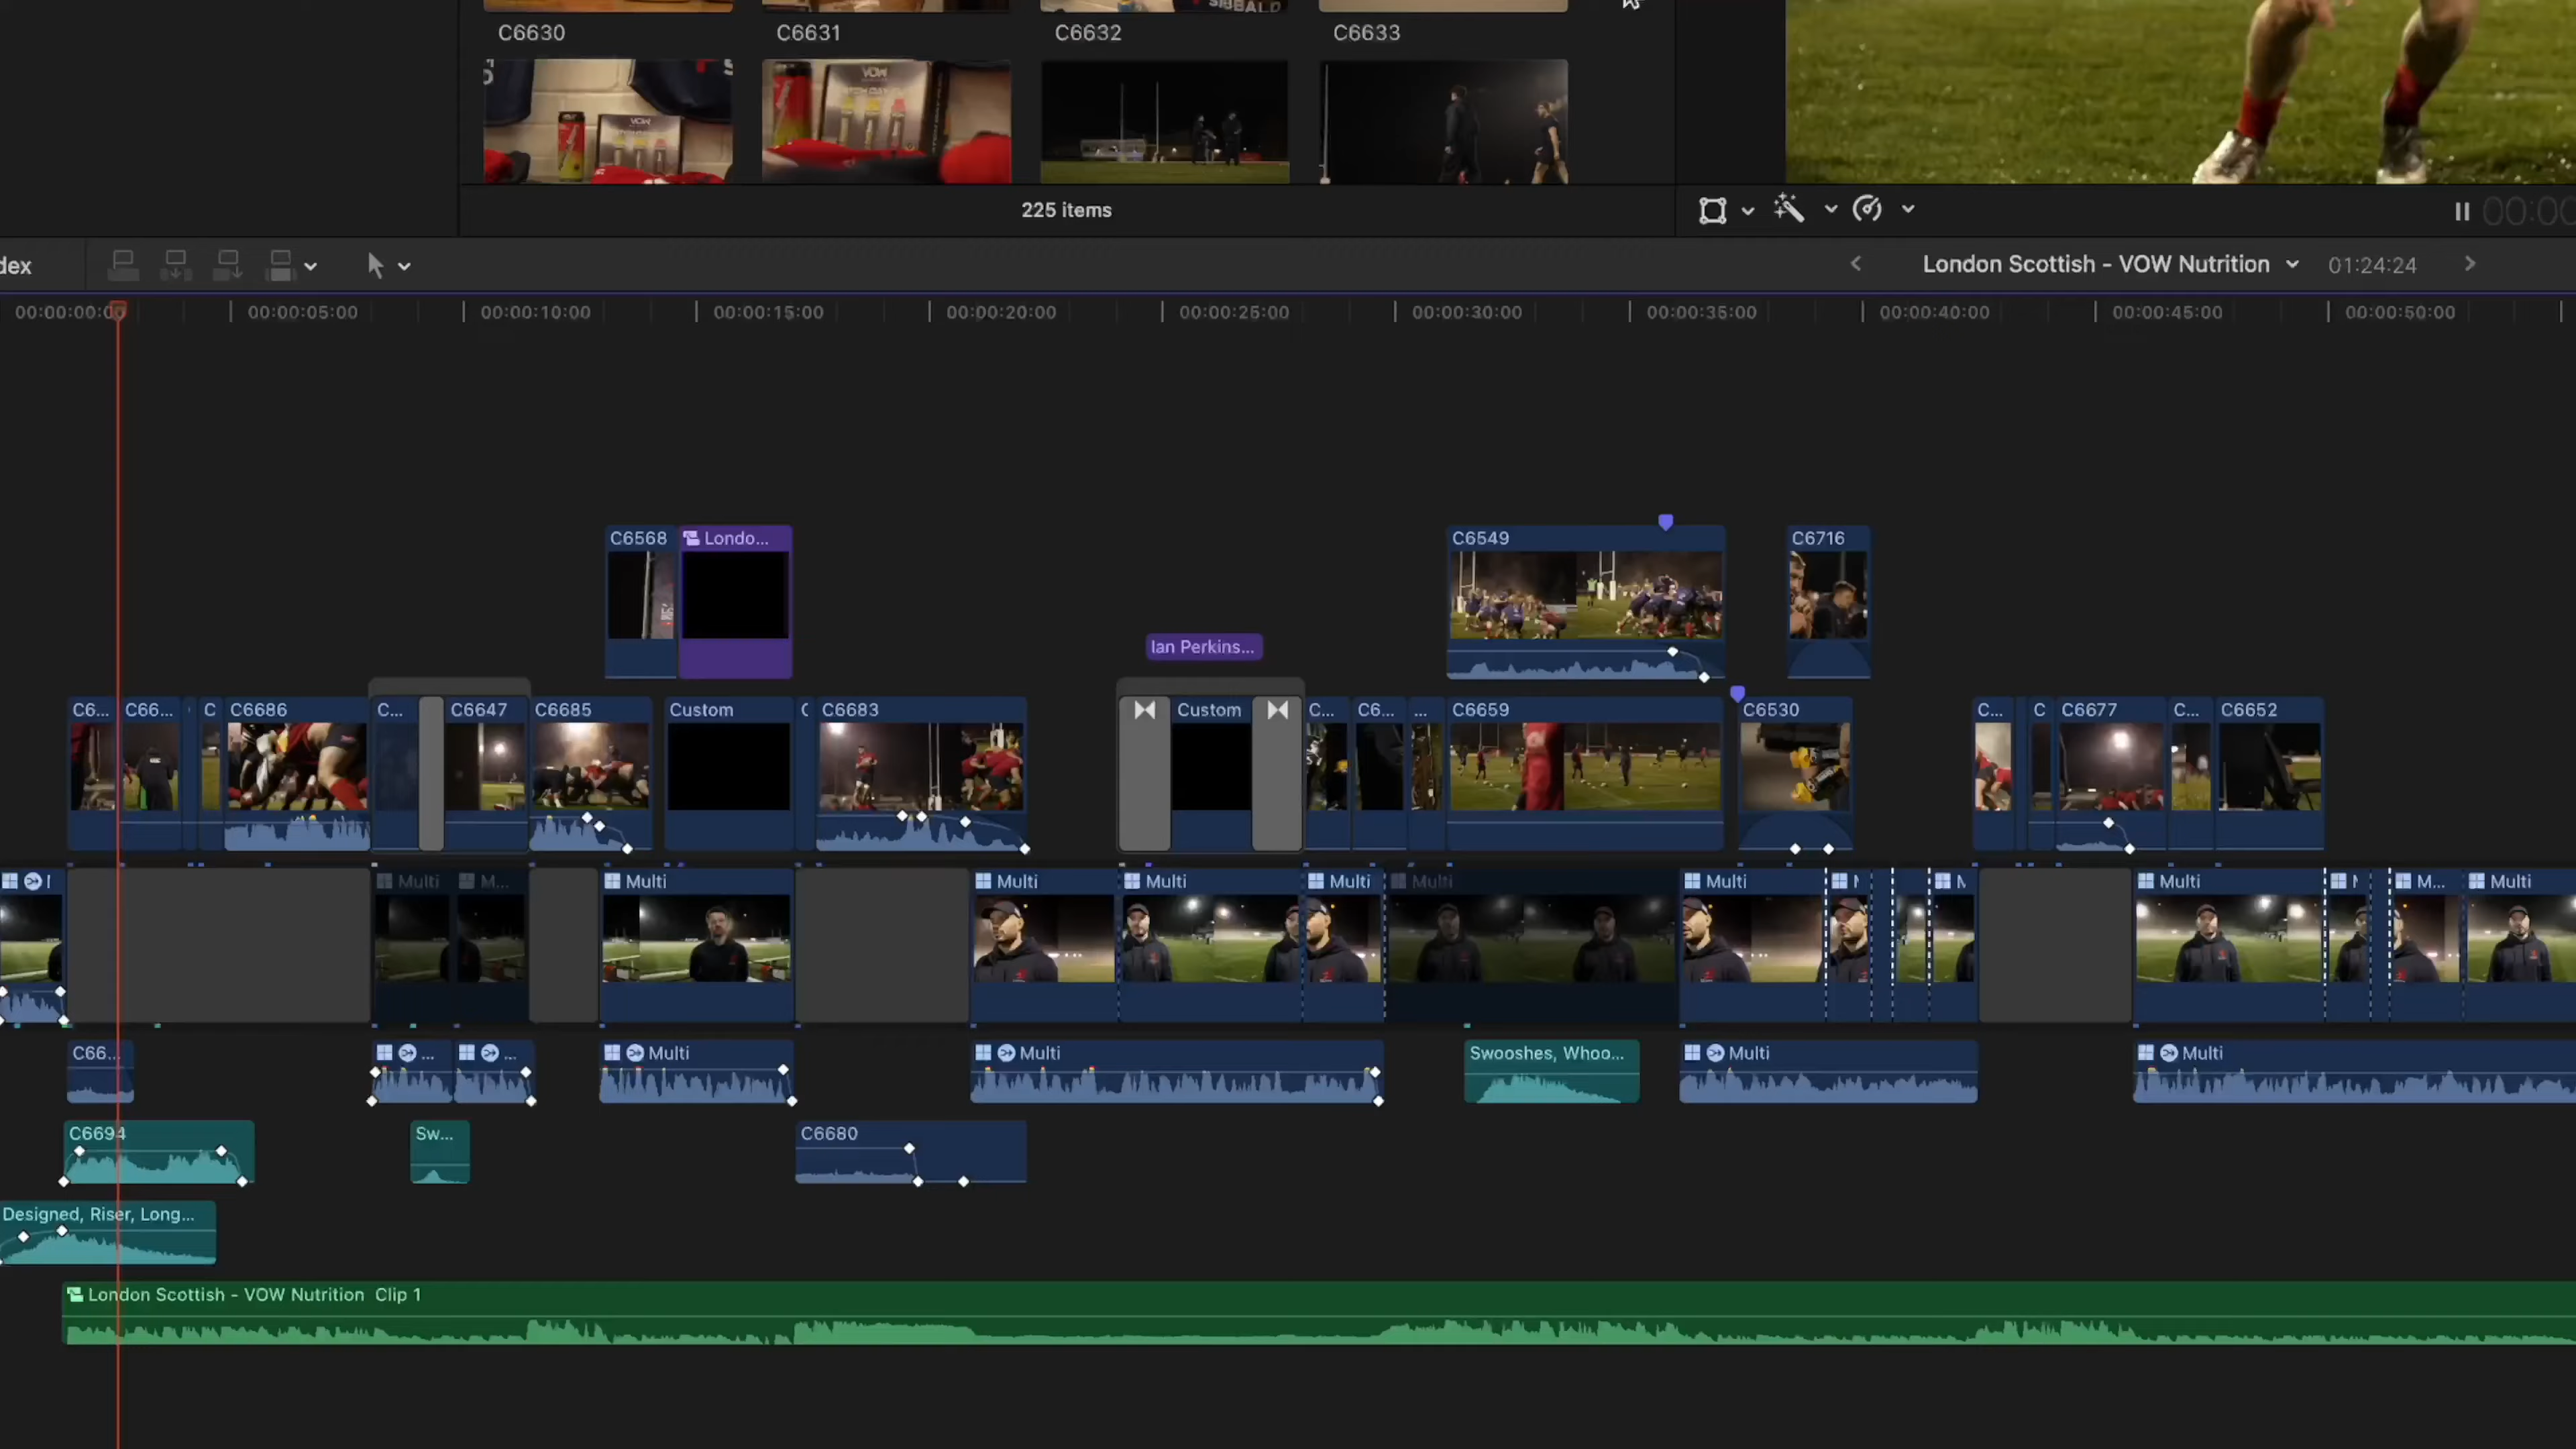 SIBBALD
C6630
C6631
C6632
C6633
VOW
VOW
225 items
00:00
dex
London Scottish - VOW Nutrition
01:24:24
00:00:00:00
00:00:05:00
00:00:10:00
00:00:15:00
00:00:20:00
00:00:25:00
00:00:30:00
00:00:35:00
00:00:40:00
00:00:45:00
00:00:50:00
C6568
Londo...
C6549
C6716
Ian Perkins...
C6...
C66...
C
C6686
C...
C6647
C6685
Custom
C6683
Custom
C...
C6...
...
C6659
C6530
C...
C
C6677
C...
C6652
Multi
M...
Multi
Multi
Multi
Multi
Multi
Multi
Multi
M...
Multi
C66...
...
...
Multi
Multi
Swooshes, Whoo...
Multi
Multi
C6694
Sw...
C6680
Designed, Riser, Long...
London Scottish - VOW Nutrition Clip 1